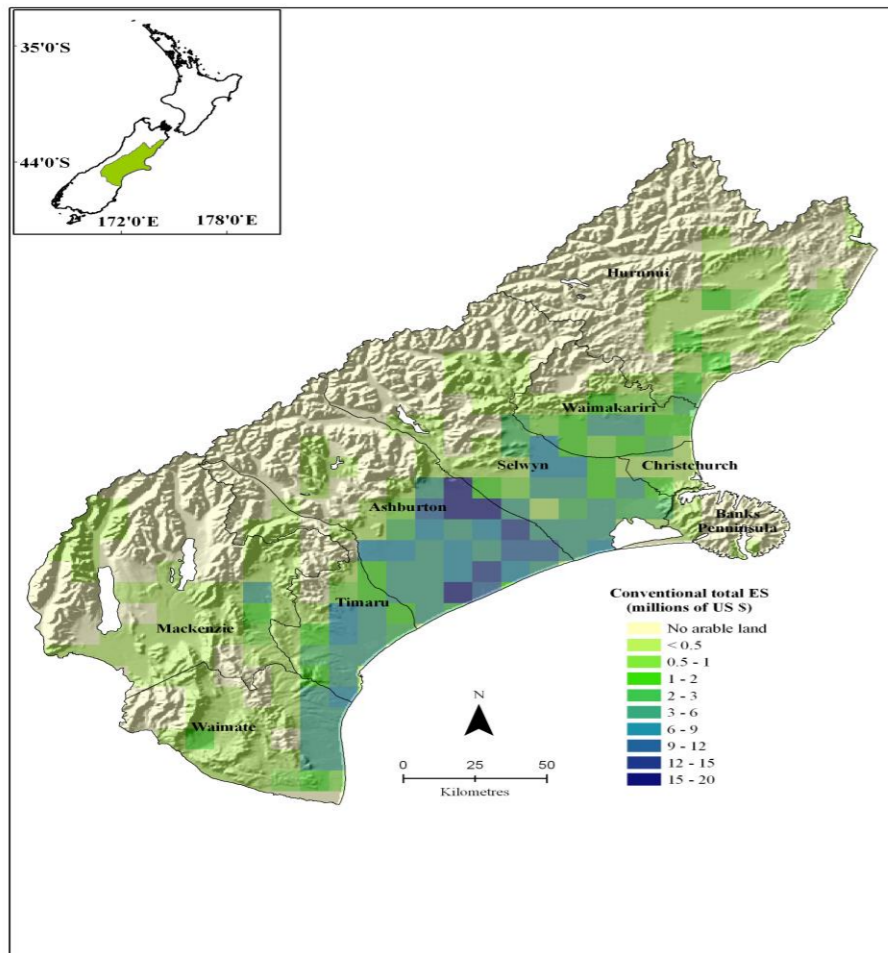 35'0'S
44'0'S
172'0'E
178'0'E
Hurunui
Waimakariri
Selwyn
Christchurch
Ashburton
Banks
Penninsula
Timaru
Mackenzie
Waimate
Conventional total ES
(millions of US $)
No arable land
< 0.5
0.5 - 1
1 - 2
2 - 3
3 - 6
6 - 9
9 - 12
12 - 15
15 - 20
N
0 25 50
Kilometres